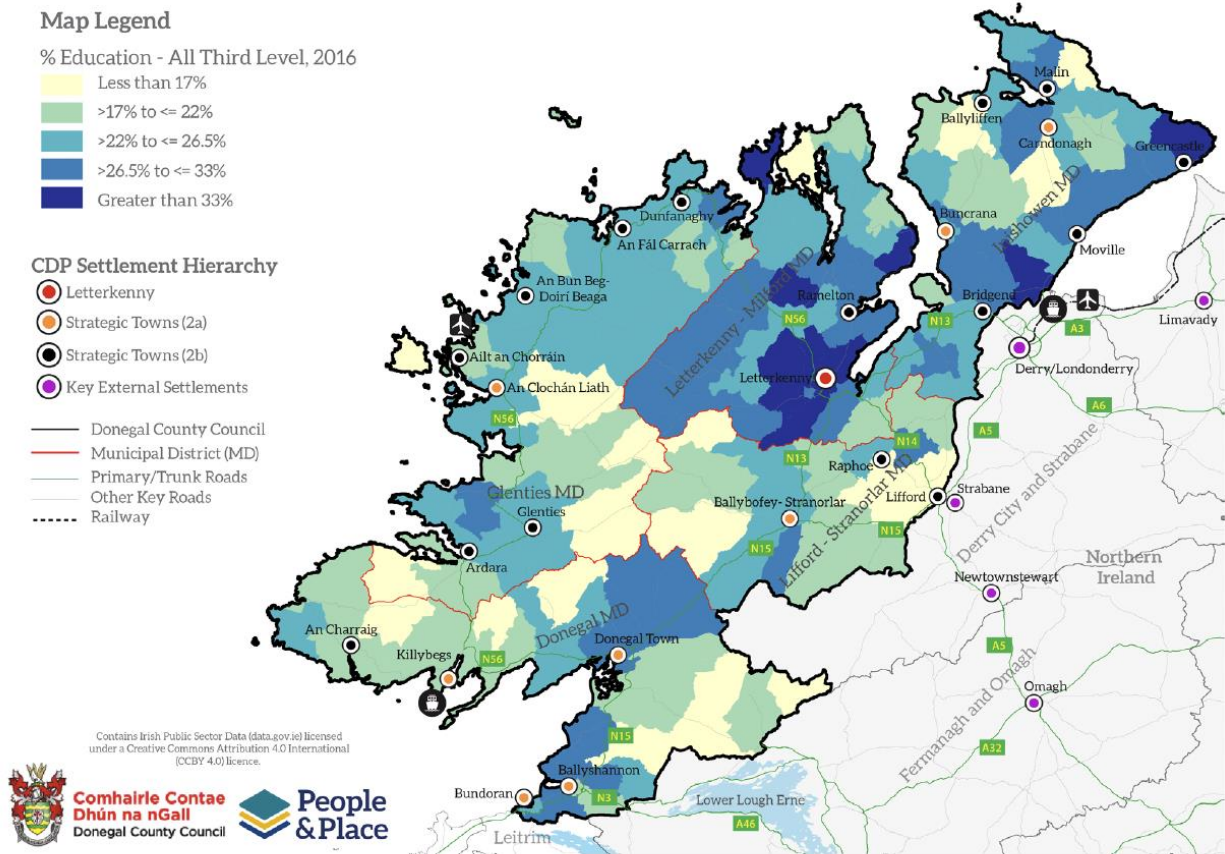 Map Legend
% Education - All Third Level, 2016
Less than 17%
>17% to <= 22%
>22% to <= 26.5%
>26.5% to <= 33%
Greater than 33%
CDP Settlement Hierarchy
Letterkenny
Strategic Towns (2a)
Strategic Towns (2b)
Key External Settlements
Donegal County Council
Municipal District (MD)
Primary/Trunk Roads
Other Key Roads
Railway
Malin
Ballyliffen
Carndonagh
Greencastle
Inishowen MD
Buncrana
Moville
Dunfanaghy
An Fál Carrach
An Bun Beg-
Doirí Beaga
Ramelton
Bridgend
Limavady
N56
N13
A3
Letterkenny - Milford MD
Ailt an Chorráin
Letterkenny
Derry/Londonderry
An Clochán Liath
A6
N56
A5
N14
N13
Raphoe
Glenties MD
Lifford
Strabane
Glenties
Ballybofey- Stranorlar
N15
N15
Lifford - Stranorlar MD
Derry City and Strabane
Ardara
Northern
Ireland
Newtownstewart
An Charraig
Donegal MD
Donegal Town
Killybegs
N56
A5
Omagh
Fermanagh and Omagh
N15
A32
Contains Irish Public Sector Data (data.gov.ie) licensed
under a Creative Commons Attribution 4.0 International
(CCBY 4.0) licence.
Ballyshannon
Bundoran
N3
Lower Lough Erne
A46
Leitrim
Comhairle Contae
Dhún na nGall
Donegal County Council
People
&Place